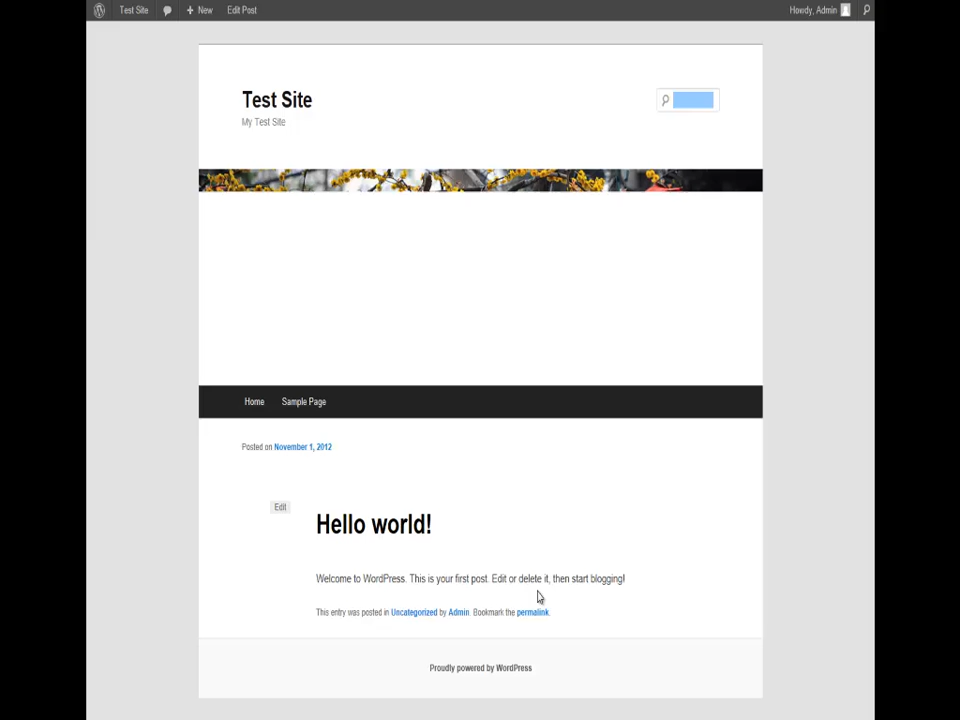 Test Site + New Edit Post Howdy, Admin
Test Site
My Test Site
Home Sample Page
Posted on November 1, 2012
Edit
Hello world!
Welcome to WordPress. This is your first post. Edit or delete it, then start blogging!
This entry was posted in Uncategorized by Admin. Bookmark the permalink.
Proudly powered by WordPress